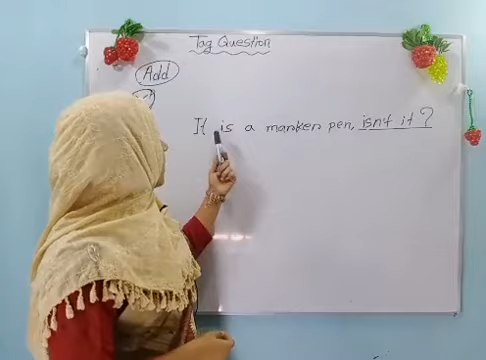 Tag Question
Add
It is a marker pen, isn't it?